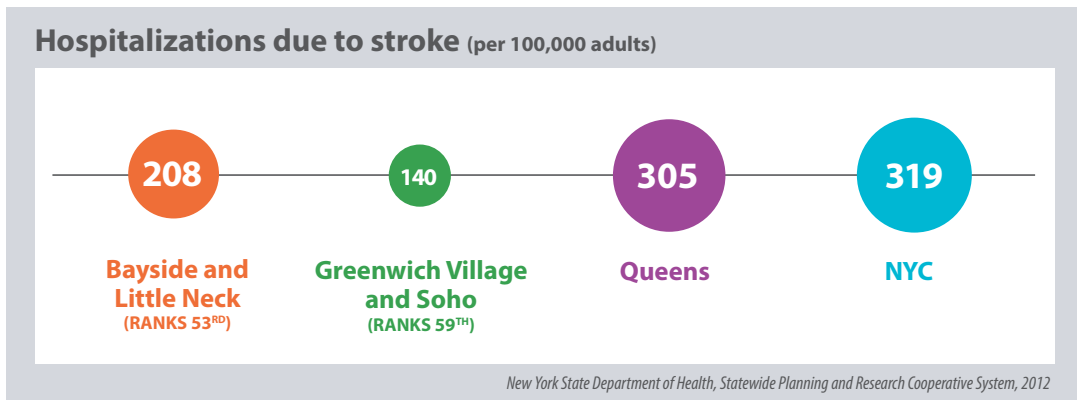 Hospitalizations due to stroke (per 100,000 adults)
208
140
305
319
Bayside and
Little Neck
(RANKS 53RD)
Greenwich Village
and Soho
(RANKS 59TH)
Queens
NYC
New York State Department of Health, Statewide Planning and Research Cooperative System, 2012